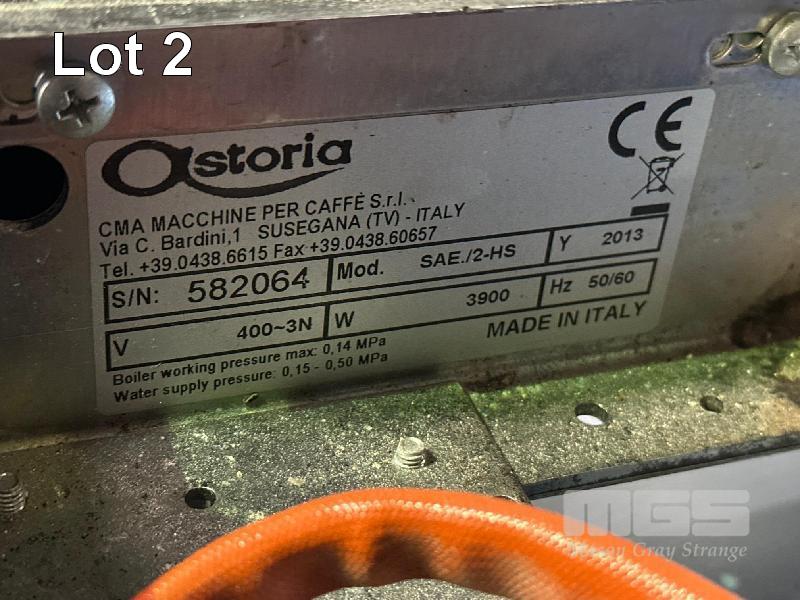 Lot 2
astoria
CE
CMA MACCHINE PER CAFFÈ S.r.l.
Via C. Bardini,1 SUSEGANA (TV) - ITALY
Tel. +39.0438.6615 Fax +39.0438.60657
S/N: 582064 Mod. SAE./2-HS Y 2013
V 400~3N W 3900 Hz 50/60
MADE IN ITALY
Boiler working pressure max: 0,14 MPa
Water supply pressure: 0,15 - 0,50 MPa
MGS
Gray Strange